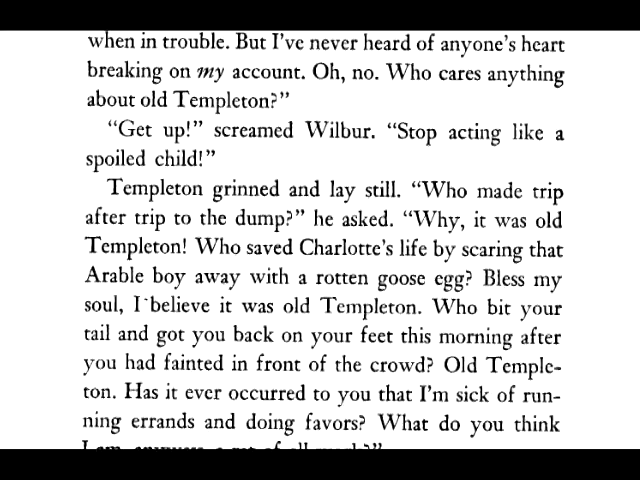 when in trouble. But I've never heard of anyone's heart
breaking on my account. Oh, no. Who cares anything
about old Templeton?"
"Get up!" screamed Wilbur. "Stop acting like a
spoiled child!"
Templeton grinned and lay still. "Who made trip
after trip to the dump?" he asked. "Why, it was old
Templeton! Who saved Charlotte's life by scaring that
Arable boy away with a rotten goose egg? Bless my
soul, I believe it was old Templeton. Who bit your
tail and got you back on your feet this morning after
you had fainted in front of the crowd? Old Temple-
ton. Has it ever occurred to you that I'm sick of run-
ning errands and doing favors? What do you think